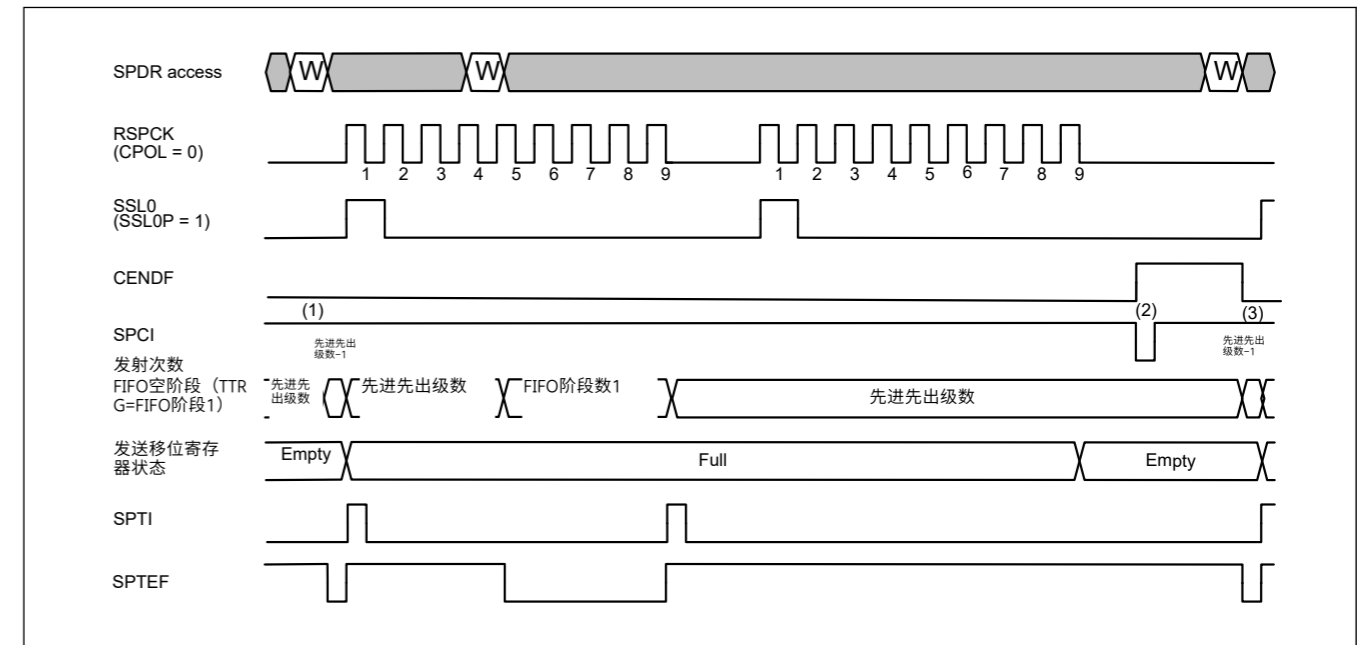 SPDR access
W
W
W
RSPCK
(CPOL = 0)
1 2 3 4 5 6 7 8 9
1 2 3 4 5 6 7 8 9
SSL0
(SSL0P = 1)
CENDF
(1)
(2)
(3)
SPCI
先进先出
级数−1
先进先出
级数−1
发射次数
FIFO空阶段（TTR
G=FIFO阶段1）
先进先
出级数
先进先出级数
FIFO阶段数1
先进先出级数
发送移位寄存
器状态
Empty
Full
Empty
SPTI
SPTEF